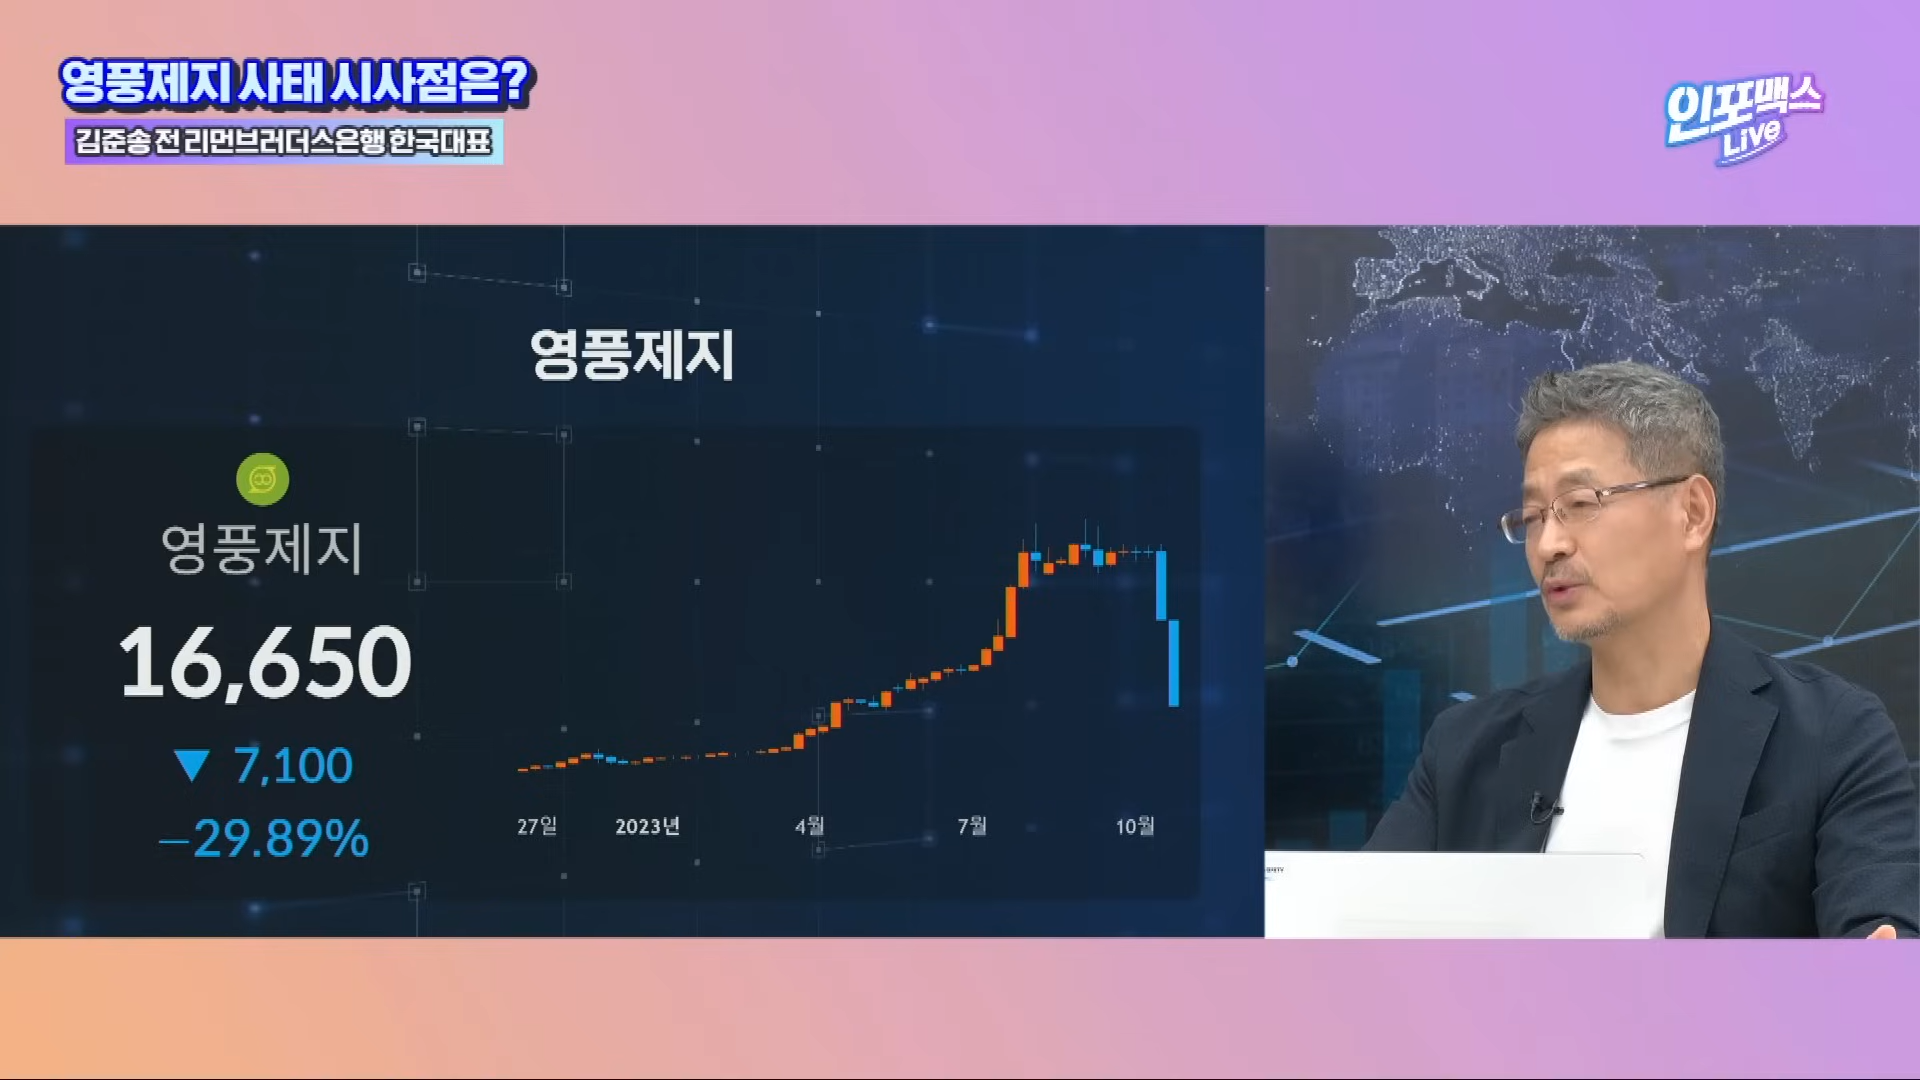 영풍제지 사태 시사점은?
김준송 전 리먼브러더스은행 한국대표
인포맥스
Live
영풍제지
영풍제지
16,650
▼ 7,100
–29.89%
27일 2023년 4월 7월 10월